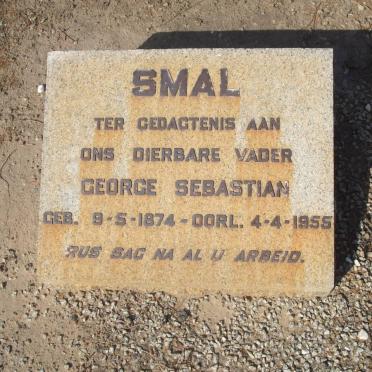 SMAL
TER GEDAGTENIS AAN
ONS DIERBARE VADER
GEORGE SEBASTIAN
GEB. 9-5-1874 - OORL. 4-4-1955
RUS SAG NA AL U ARBEID.